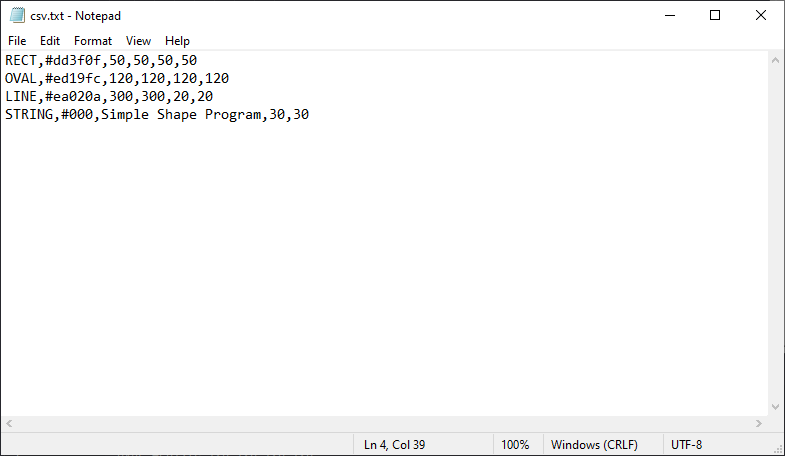 csv.txt - Notepad
File Edit Format View Help
RECT,#dd3f0f,50,50,50,50
OVAL,#ed19fc,120,120,120,120
LINE,#ea020a,300,300,20,20
STRING,#000,Simple Shape Program,30,30
Ln 4, Col 39 100% Windows (CRLF) UTF-8